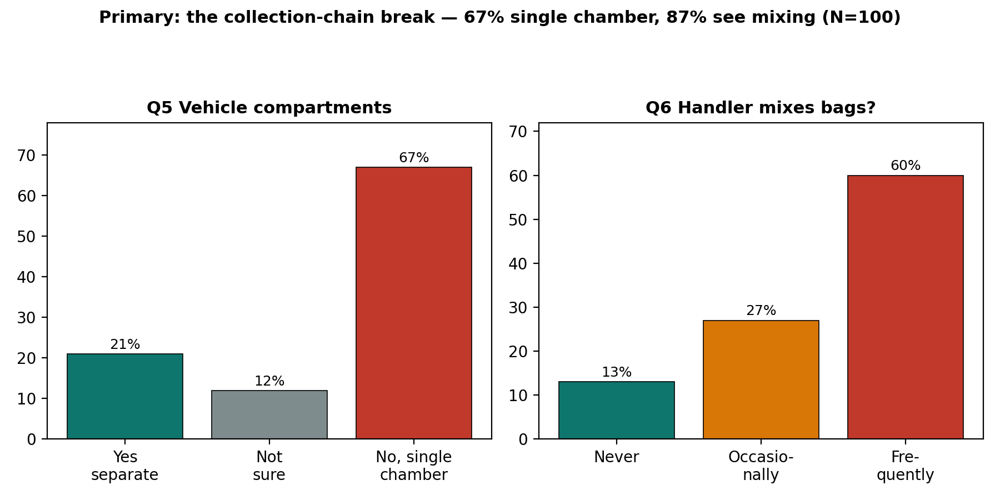 Primary: the collection-chain break — 67% single chamber, 87% see mixing (N=100)
Q5 Vehicle compartments
70
60
50
40
30
20
10
0
21%
12%
67%
Yes
separate
Not
sure
No, single
chamber
Q6 Handler mixes bags?
70
60
50
40
30
20
10
0
13%
27%
60%
Never
Occasio-
nally
Fre-
quently